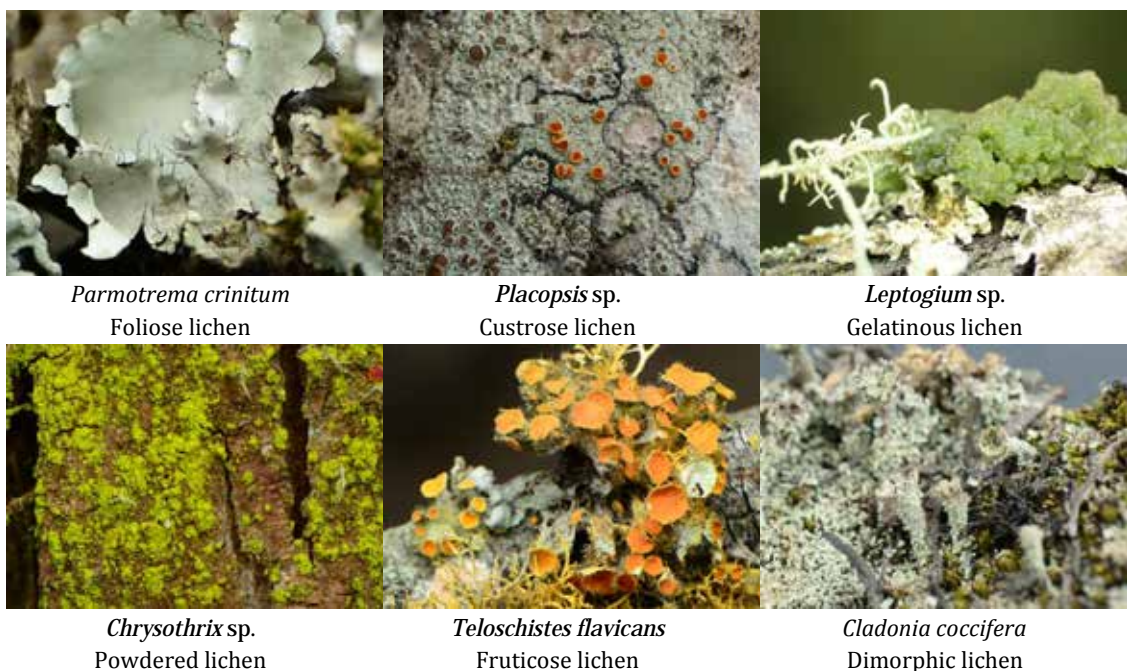 Parmotrema crinitum
Foliose lichen
Placopsis sp.
Custrose lichen
Leptogium sp.
Gelatinous lichen
Chrysothrix sp.
Powdered lichen
Teloschistes flavicans
Fruticose lichen
Cladonia coccifera
Dimorphic lichen